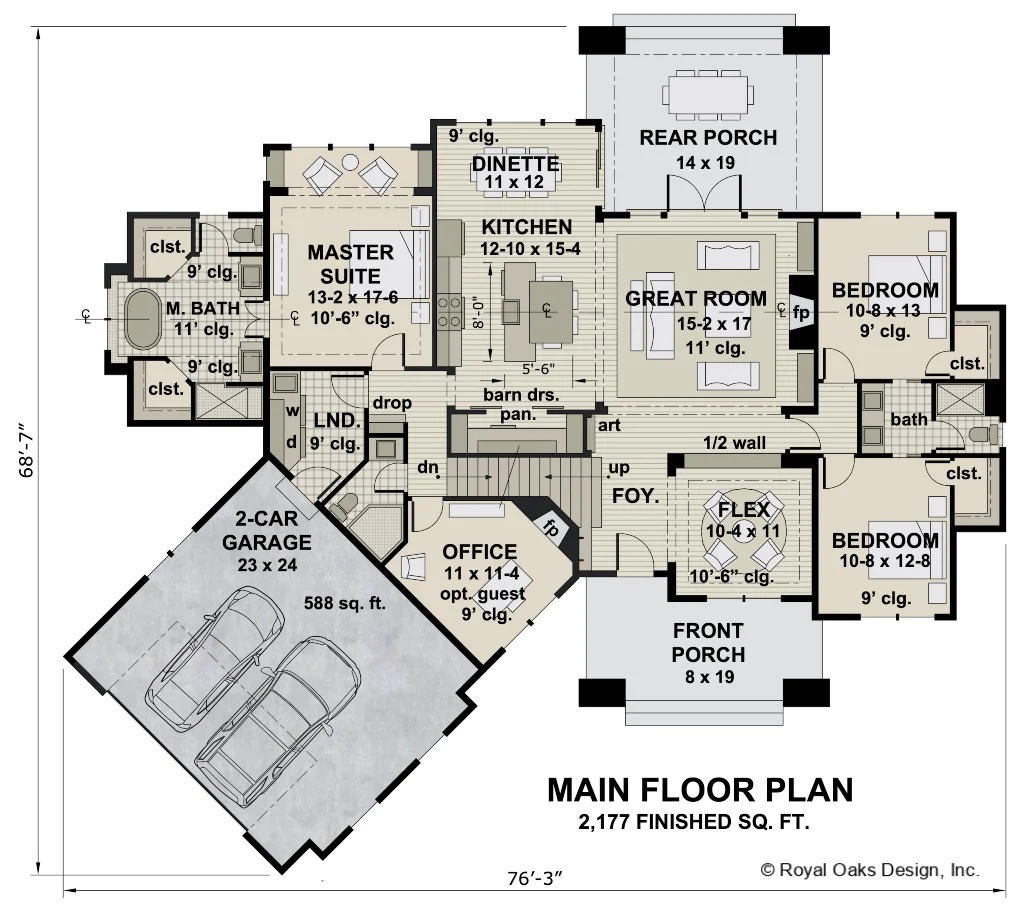 REAR PORCH
14 x 19
9’ clg.
DINETTE
11 x 12
KITCHEN
12-10 x 15-4
8’-0”
℄
5’-6”
barn drs.
pan.
MASTER
SUITE
13-2 x 17-6
10’-6” clg.
℄
clst.
9’ clg.
M. BATH
11’ clg.
9’ clg.
clst.
℄
GREAT ROOM
15-2 x 17
11’ clg.
℄
fp
BEDROOM
10-8 x 13
9’ clg.
clst.
bath
clst.
BEDROOM
10-8 x 12-8
9’ clg.
w
d
LND.
9’ clg.
drop
art
1/2 wall
dn
up
FOY.
FLEX
10-4 x 11
10’-6” clg.
fp
OFFICE
11 x 11-4
opt. guest
9’ clg.
2-CAR
GARAGE
23 x 24
588 sq. ft.
FRONT
PORCH
8 x 19
68’-7”
76’-3”
MAIN FLOOR PLAN
2,177 FINISHED SQ. FT.
© Royal Oaks Design, Inc.